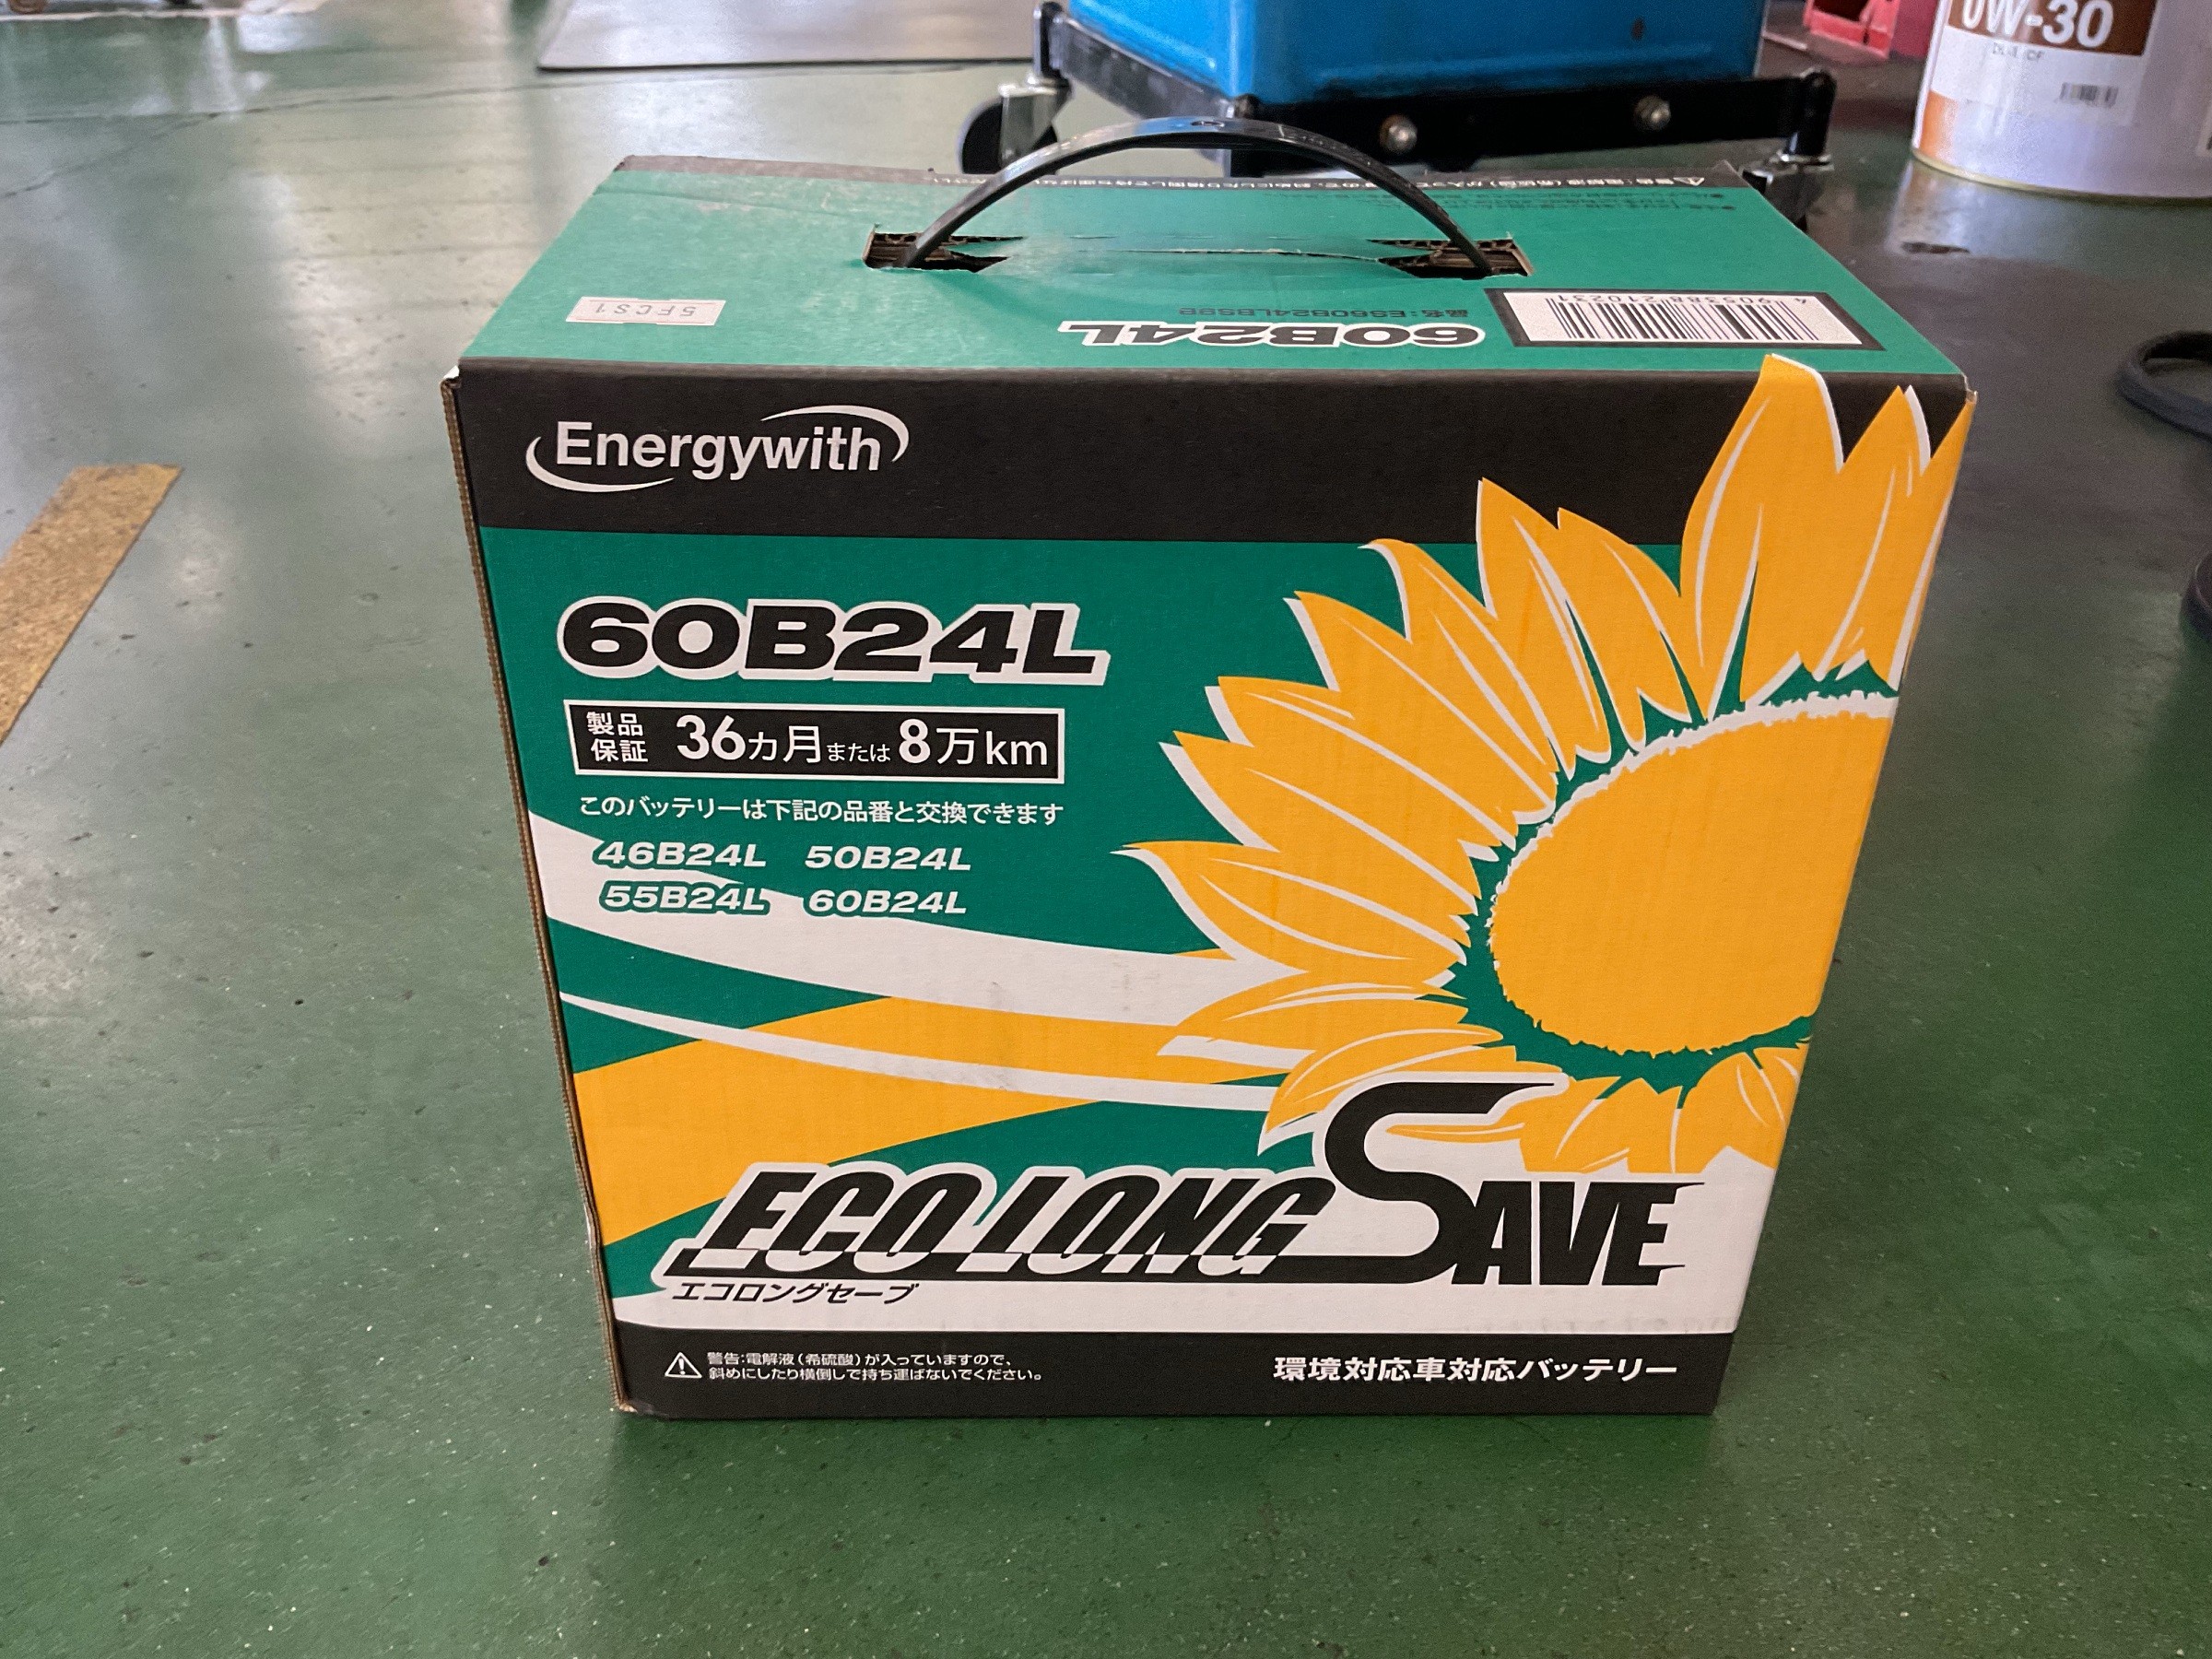 0W-30
5FCS1
60B24L
4 905388 210231
Energywith
60B24L
製品保証 36カ月または8万km
このバッテリーは下記の品番と交換できます
46B24L 50B24L
55B24L 60B24L
ECO LONG SAVE
エコロングセーブ
警告:電解液(希硫酸)が入っていますので、
斜めにしたり横倒しで持ち運ばないでください。
環境対応車対応バッテリー